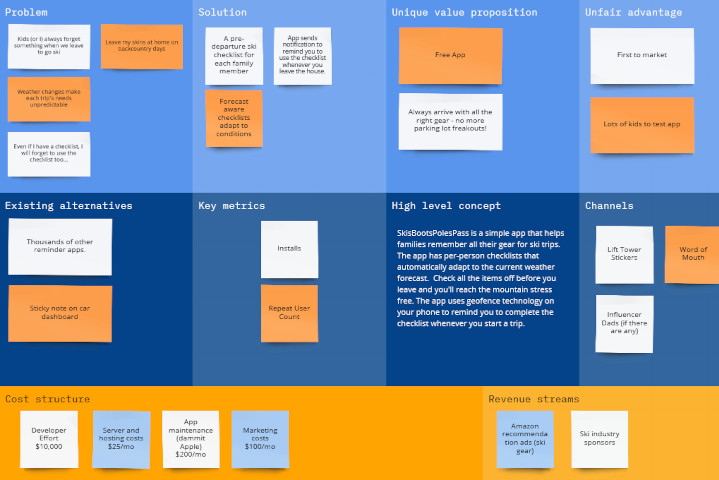 Problem
Kids (or I) always forget
something when we leave
to go ski
Leave my skins at home on
backcountry days
Weather changes make
each trip's needs
unpredictable
Even if I have a checklist, I
will forget to use the
checklist too...
Solution
A pre-
departure ski
checklist for
each family
member
App sends
notification to
remind you to
use the checklist
whenever you
leave the house.
Forecast
aware
checklists
adapt to
conditions
Unique value proposition
Free App
Always arrive with all the
right gear - no more
parking lot freakouts!
Unfair advantage
First to market
Lots of kids to test app
Existing alternatives
Thousands of other
reminder apps.
Sticky note on car
dashboard
Key metrics
Installs
Repeat User
Count
High level concept
SkisBootsPolesPass is a simple app that helps
families remember all their gear for ski trips.
The app has per-person checklists that
automatically adapt to the current weather
forecast. Check all the items off before you
leave and you'll reach the mountain stress
free. The app uses geofence technology on
your phone to remind you to complete the
checklist whenever you start a trip.
Channels
Lift Tower
Stickers
Word of
Mouth
Influencer
Dads (if there
are any)
Cost structure
Developer
Effort
$10,000
Server and
hosting costs
$25/mo
App
maintenance
(dammit
Apple)
$200/mo
Marketing
costs
$100/mo
Revenue streams
Amazon
recommenda
tion ads (ski
gear)
Ski industry
sponsors